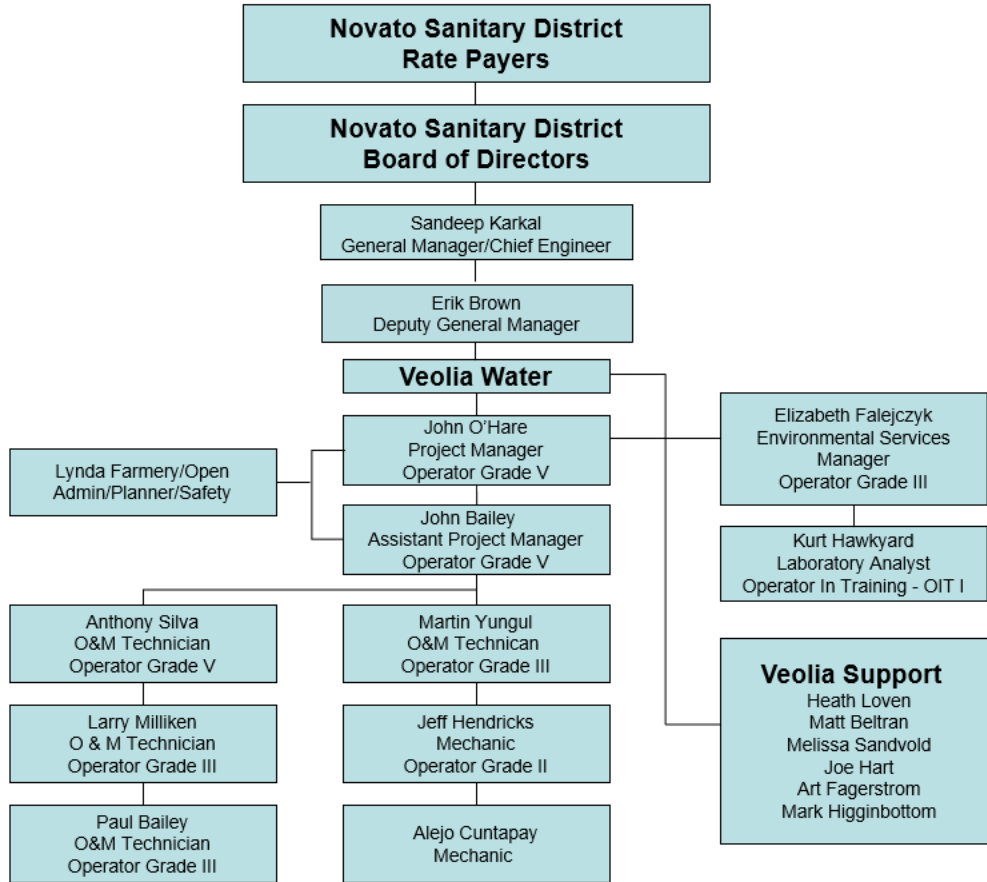 Novato Sanitary District
Rate Payers
Novato Sanitary District
Board of Directors
Sandeep Karkal
General Manager/Chief Engineer
Erik Brown
Deputy General Manager
Veolia Water
John O'Hare
Project Manager
Operator Grade V
Elizabeth Falejczyk
Environmental Services
Manager
Operator Grade III
Lynda Farmery/Open
Admin/Planner/Safety
John Bailey
Assistant Project Manager
Operator Grade V
Kurt Hawkyard
Laboratory Analyst
Operator In Training - OIT I
Anthony Silva
O&M Technician
Operator Grade V
Martin Yungul
O&M Technican
Operator Grade III
Larry Milliken
O & M Technician
Operator Grade III
Jeff Hendricks
Mechanic
Operator Grade II
Paul Bailey
O&M Technician
Operator Grade III
Alejo Cuntapay
Mechanic
Veolia Support
Heath Loven
Matt Beltran
Melissa Sandvold
Joe Hart
Art Fagerstrom
Mark Higginbottom